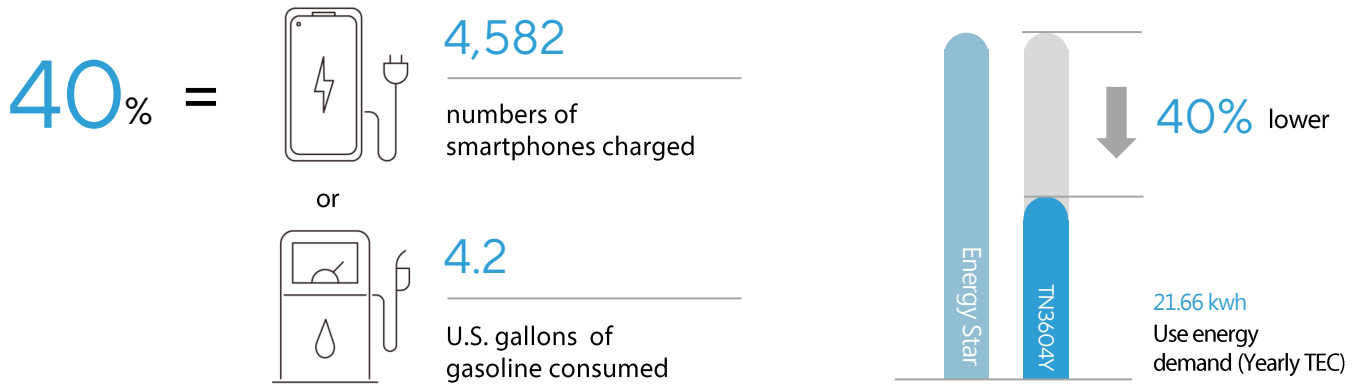 40%
=
4,582
numbers of
smartphones charged
or
4.2
U.S. gallons of
gasoline consumed
Energy Star
TN3604Y
40% lower
21.66 kwh
Use energy
demand (Yearly TEC)